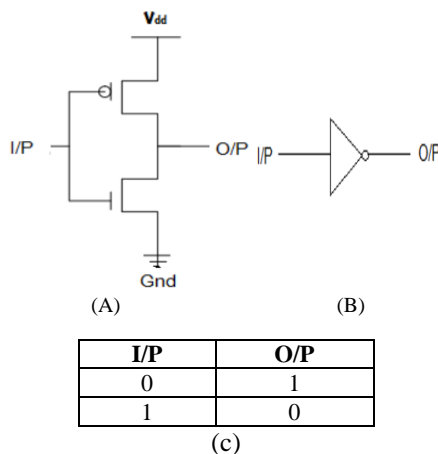 Vdd
I/P
O/P
I/P
O/P
Gnd
(A)
(B)
I/P O/P
0 1
1 0
(c)